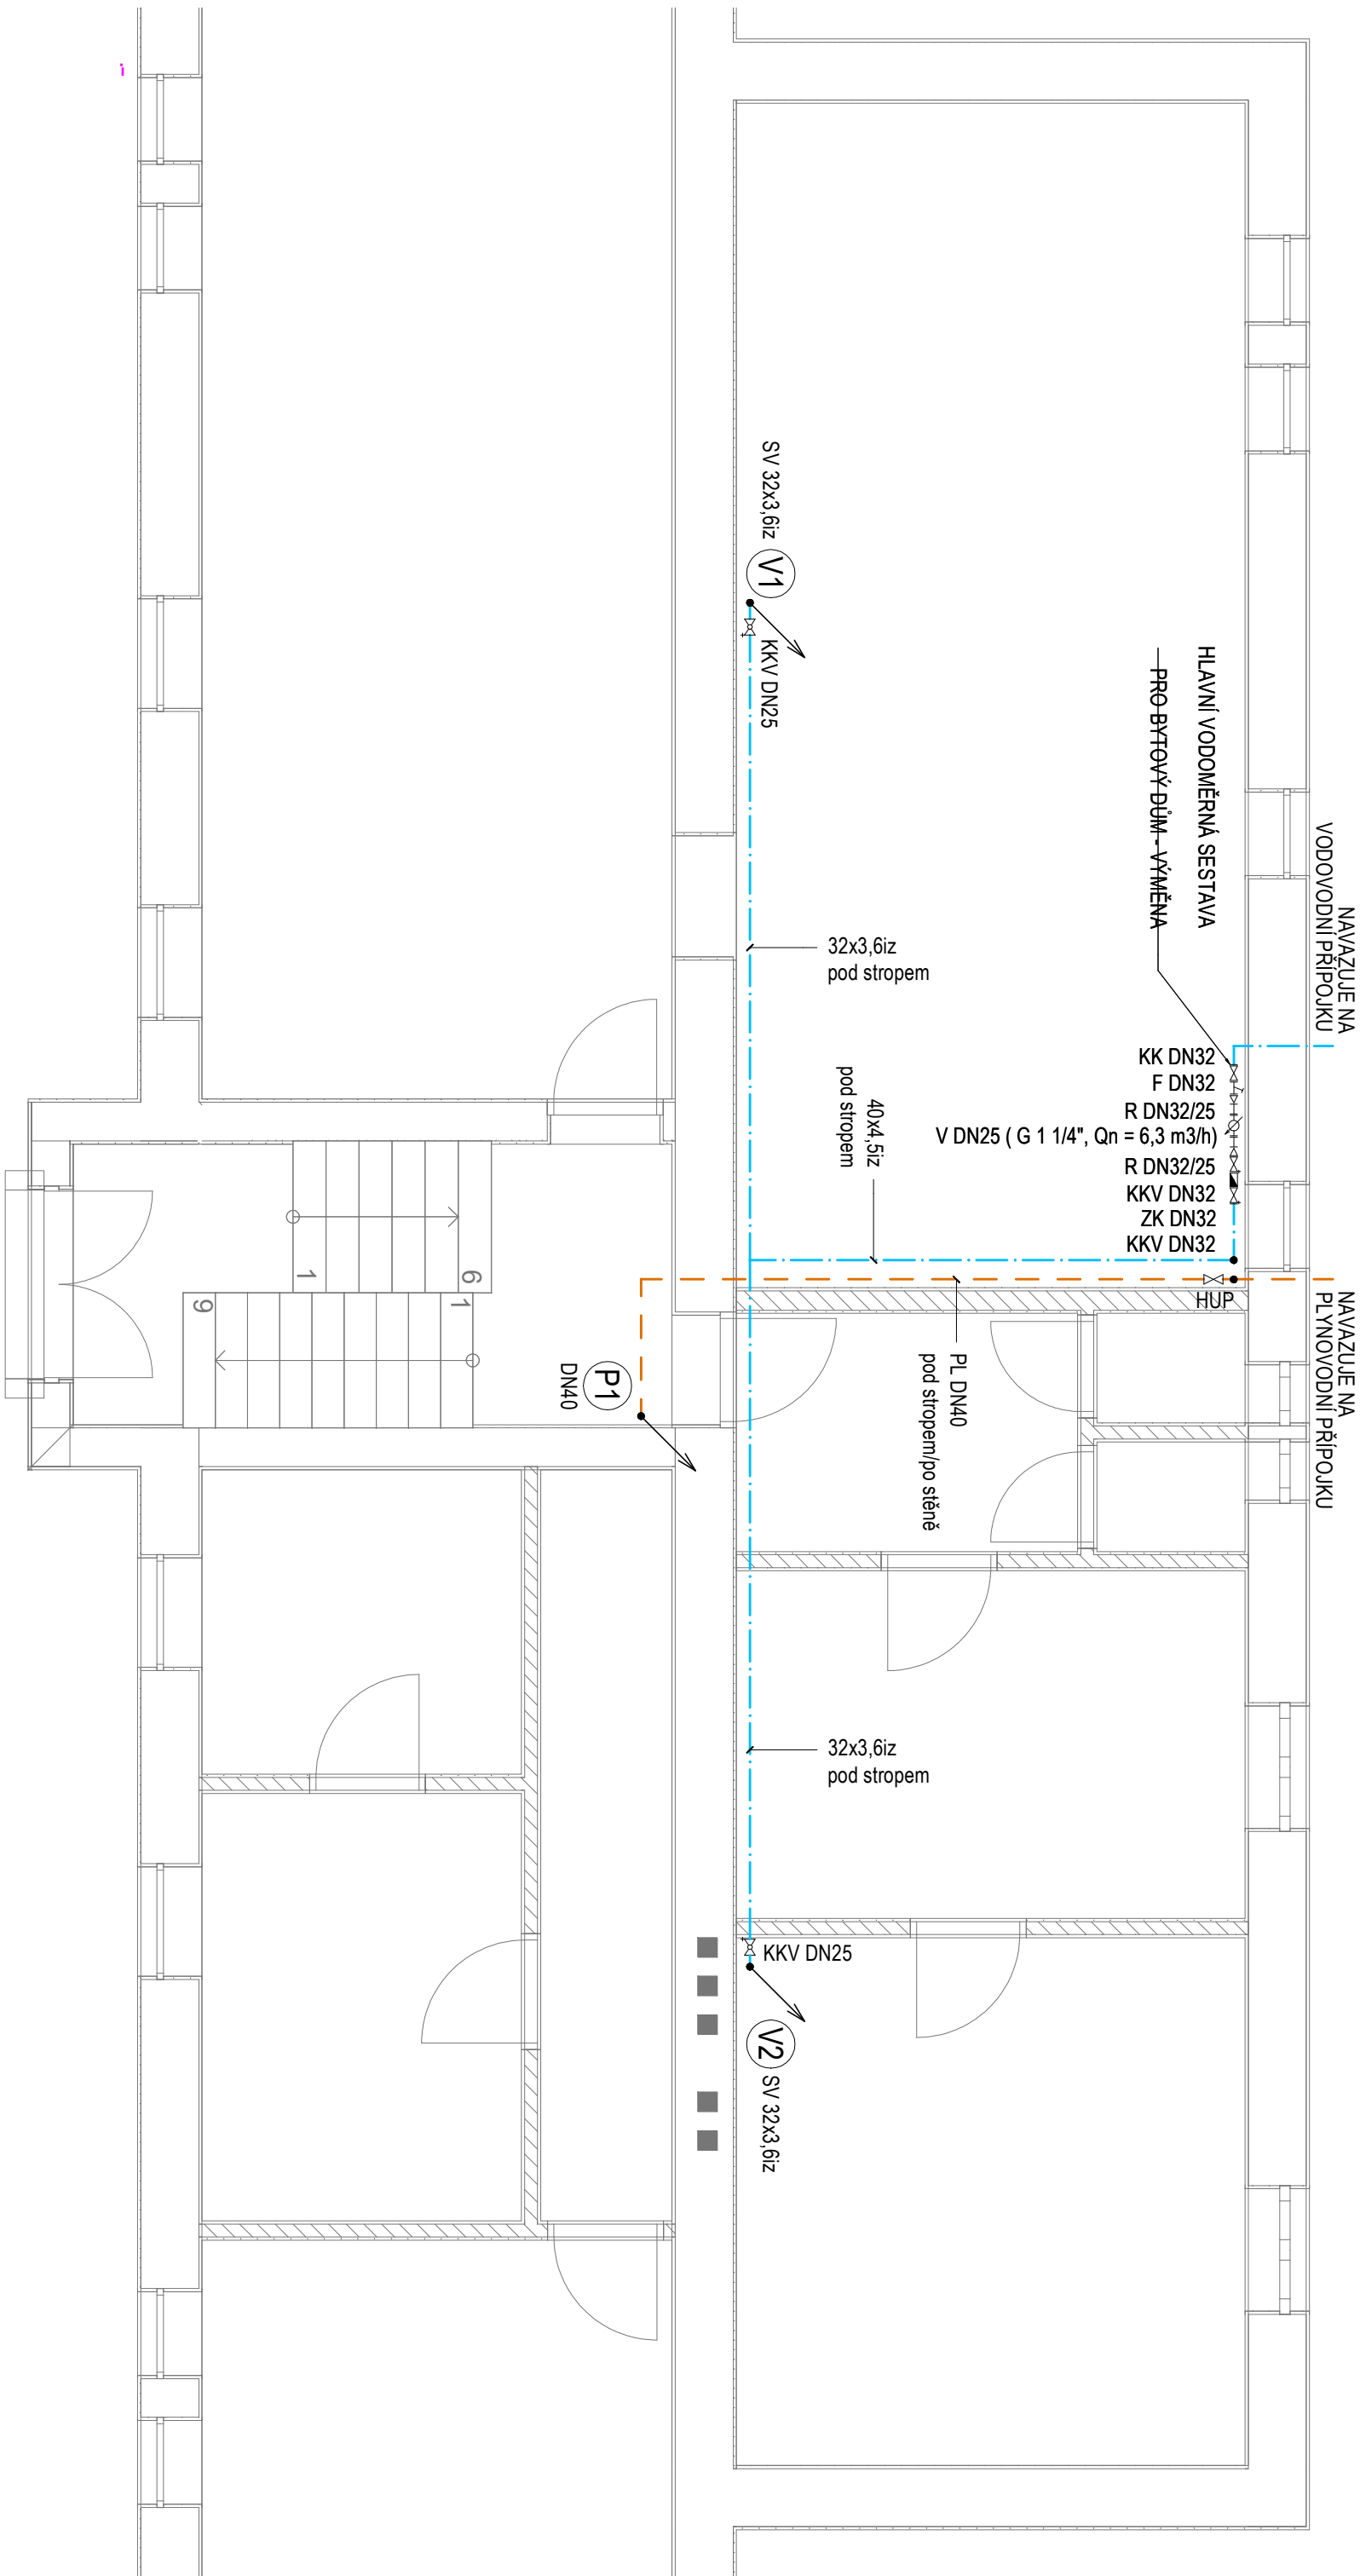 NAVAZUJE NA
VODOVODNÍ PŘÍPOJKU
HLAVNÍ VODOMĚRNÁ SESTAVA
PRO BYTOVÝ DŮM - VÝMĚNA
SV 32x3,6iz
V1
KKV DN25
32x3,6iz
pod stropem
KK DN32
F DN32
R DN32/25
V DN25 ( G 1 1/4", Qn = 6,3 m3/h)
R DN32/25
KKV DN32
ZK DN32
KKV DN32
40x4,5iz
pod stropem
HUP
NAVAZUJE NA
PLYNOVODNÍ PŘÍPOJKU
PL DN40
pod stropem/po stěně
P1
DN40
1
6
9
1
32x3,6iz
pod stropem
KKV DN25
V2
SV 32x3,6iz